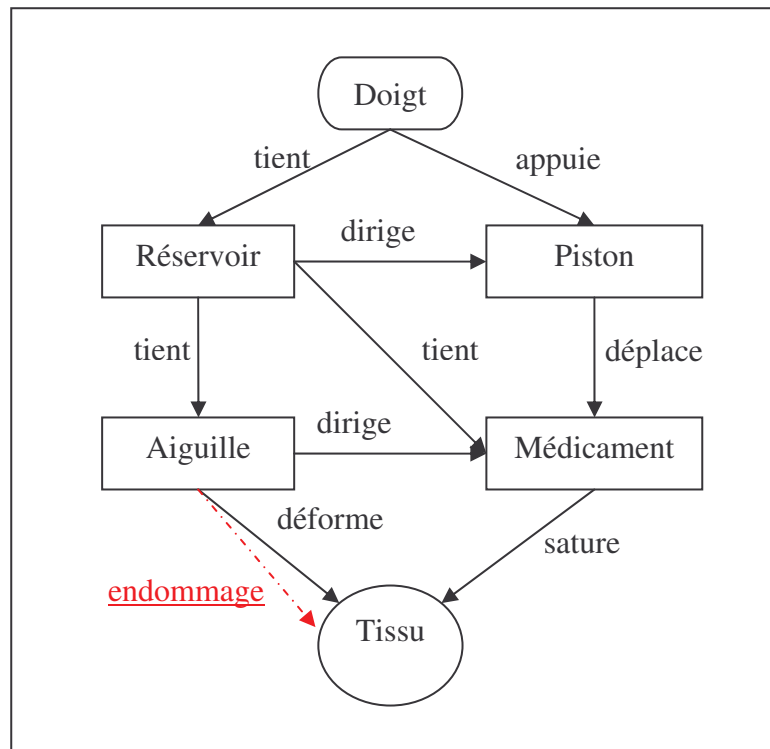 Doigt
tient
appuie
Réservoir
dirige
Piston
tient
tient
déplace
Aiguille
dirige
Médicament
déforme
sature
endommage
Tissu